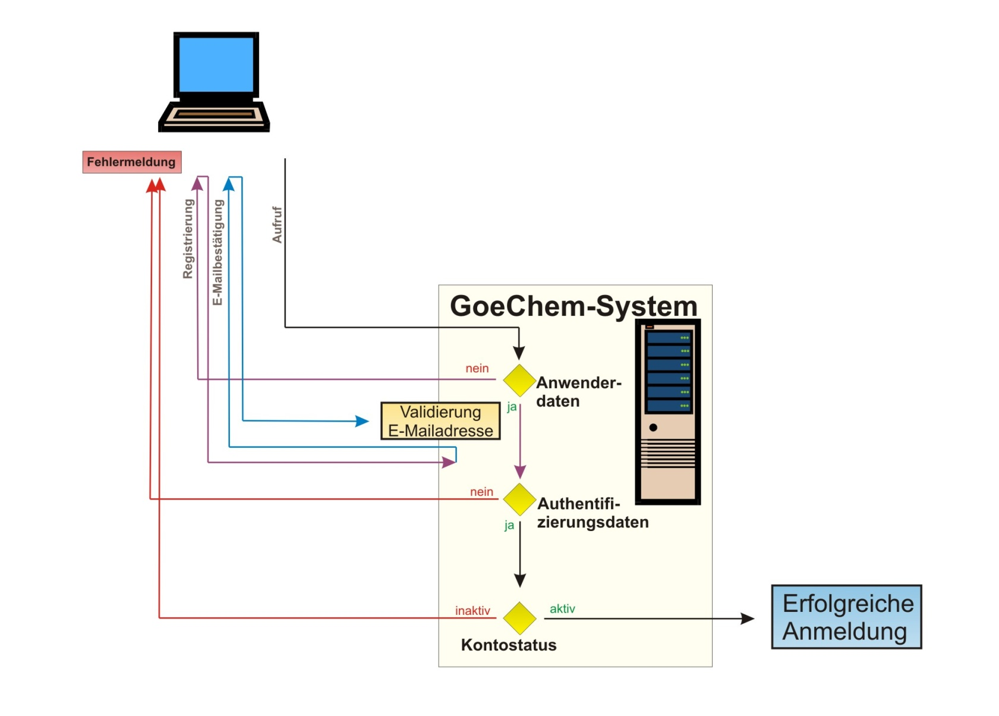 Fehlermeldung
Registrierung
E-Mailbestätigung
Aufruf
GoeChem-System
nein
Anwender-
daten
ja
Validierung
E-Mailadresse
nein
Authentifi-
zierungsdaten
ja
inaktiv
aktiv
Kontostatus
Erfolgreiche
Anmeldung